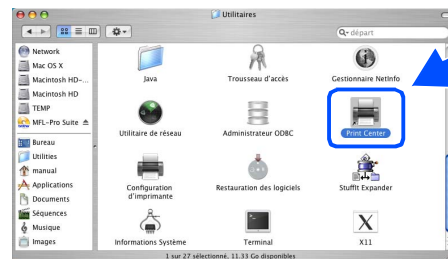 Utilitaires
départ
Network
Mac OS X
Macintosh HD-...
Macintosh HD
TEMP
MFL-Pro Suite
Bureau
Utilities
manual
Applications
Documents
Séquences
Musique
Images
Java
Trousseau d'accès
Gestionnaire NetInfo
Utilitaire de réseau
Administrateur ODBC
Print Center
Configuration
d'imprimante
Restauration des logiciels
StuffIt Expander
Informations Système
Terminal
X11
1 sur 27 sélectionné, 11.33 Go disponibles